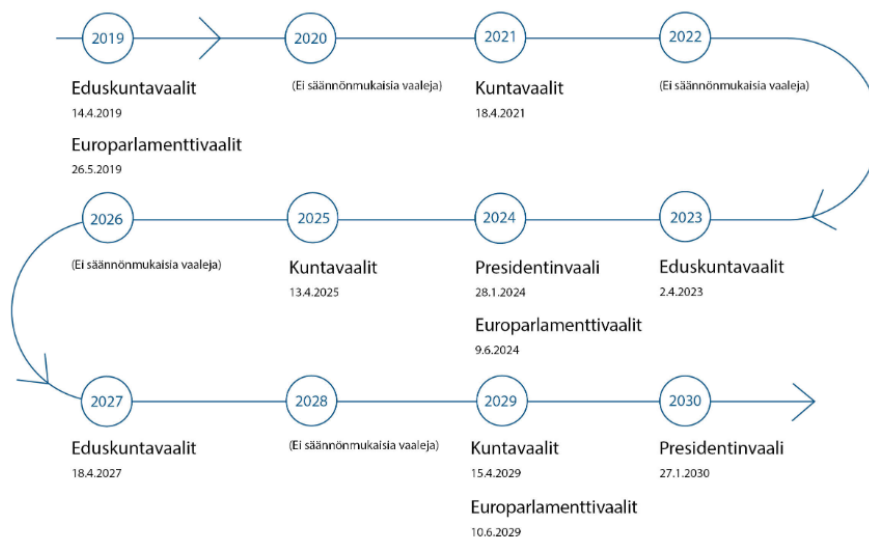 2019
2020
2021
2022
Eduskuntavaalit
14.4.2019
Europarlamenttivaalit
26.5.2019
(Ei säännönmukaisia vaaleja)
Kuntavaalit
18.4.2021
(Ei säännönmukaisia vaaleja)
2023
Eduskuntavaalit
2.4.2023
2024
Presidentinvaali
28.1.2024
Europarlamenttivaalit
9.6.2024
2025
Kuntavaalit
13.4.2025
2026
(Ei säännönmukaisia vaaleja)
2027
Eduskuntavaalit
18.4.2027
2028
(Ei säännönmukaisia vaaleja)
2029
Kuntavaalit
15.4.2029
Europarlamenttivaalit
10.6.2029
2030
Presidentinvaali
27.1.2030